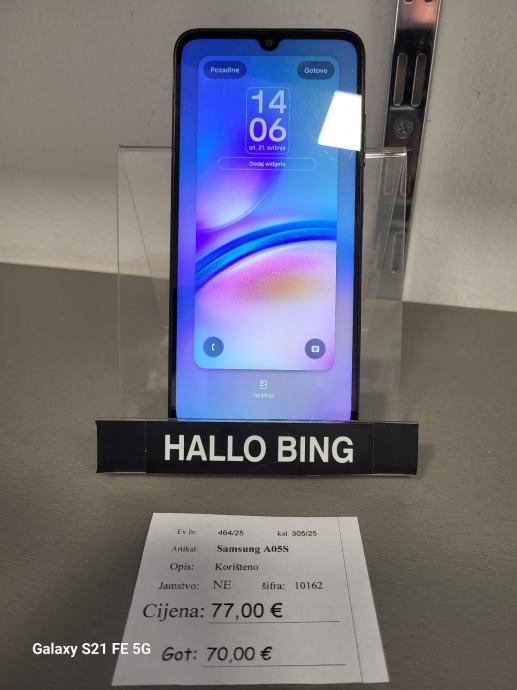 Pozadine Gotovo
14
06
sri, 21. svibnja
Dodaj widgete
Varijacije
HALLO BING
Ev.br. 464/25 kal. 305/25
Artikal: Samsung A05S
Opis: Korišteno
Jamstvo: NE šifra: 10162
Cijena: 77,00 €
Got: 70,00 €
Galaxy S21 FE 5G